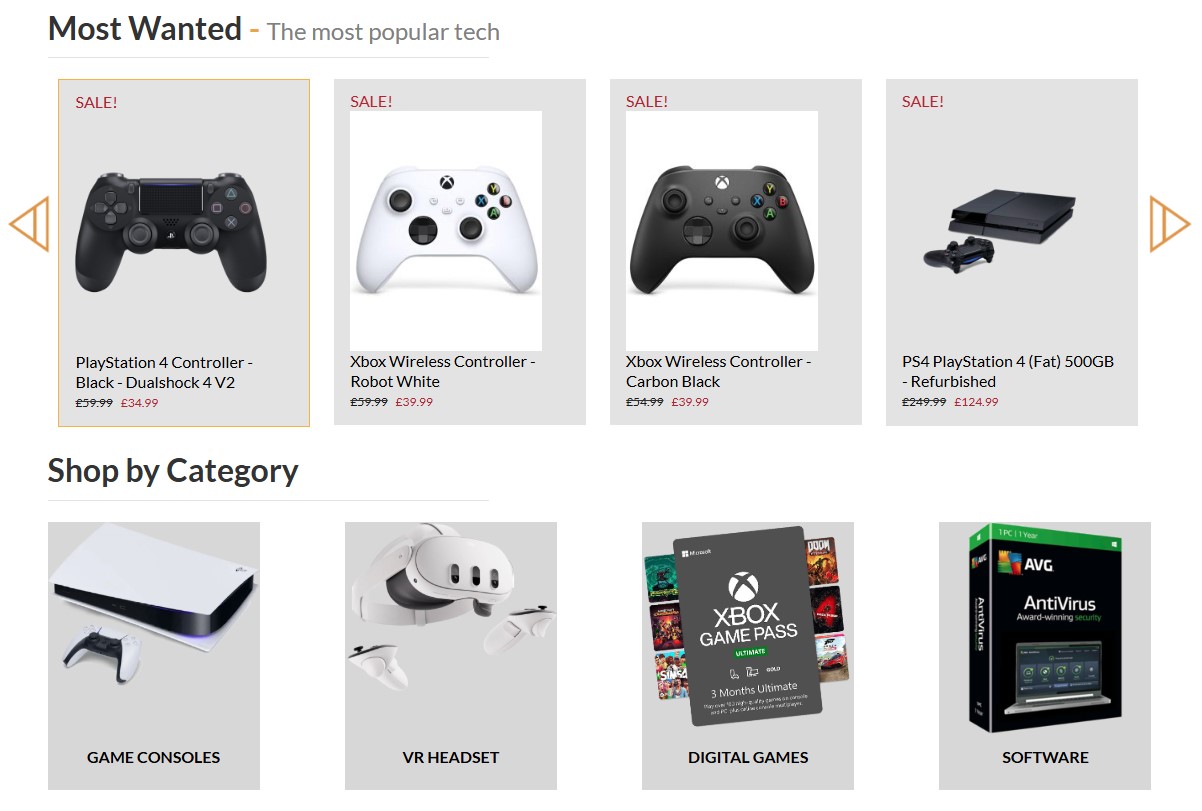 Most Wanted - The most popular tech
SALE!
PlayStation 4 Controller -
Black - Dualshock 4 V2
£59.99 £34.99
SALE!
Xbox Wireless Controller -
Robot White
£59.99 £39.99
SALE!
Xbox Wireless Controller -
Carbon Black
£54.99 £39.99
SALE!
PS4 PlayStation 4 (Fat) 500GB
- Refurbished
£249.99 £124.99
Shop by Category
GAME CONSOLES
VR HEADSET
Microsoft
XBOX
GAME PASS
ULTIMATE
GOLD
3 Months Ultimate
DOOM
DIGITAL GAMES
1 PC | 1 Year
AVG
AntiVirus
Award-winning security
AVG
AntiVirus
SOFTWARE